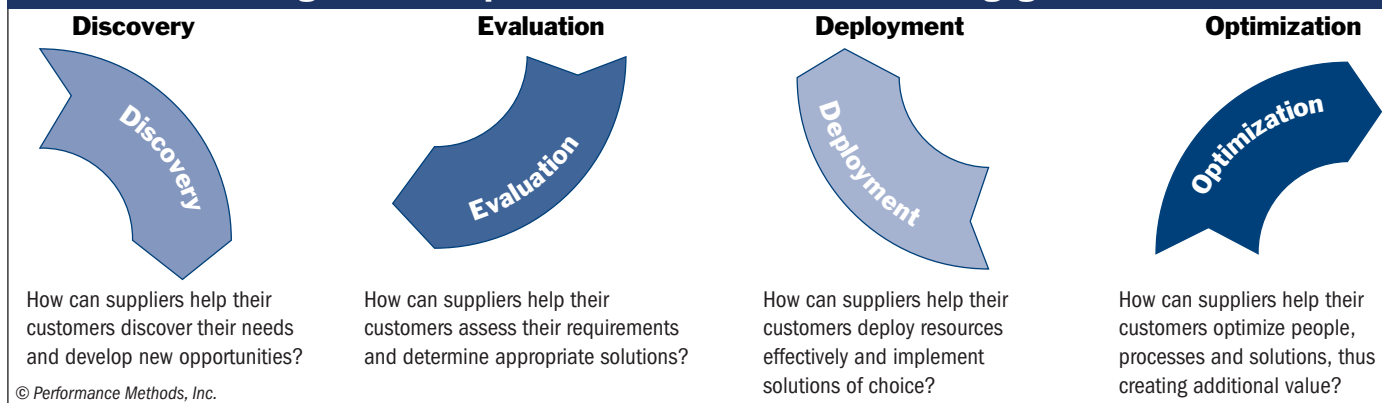 Discovery
Evaluation
Deployment
Optimization
Discovery
Evaluation
Deployment
Optimization
How can suppliers help their
customers discover their needs
and develop new opportunities?
How can suppliers help their
customers assess their requirements
and determine appropriate solutions?
How can suppliers help their
customers deploy resources
effectively and implement
solutions of choice?
How can suppliers help their
customers optimize people,
processes and solutions, thus
creating additional value?
© Performance Methods, Inc.